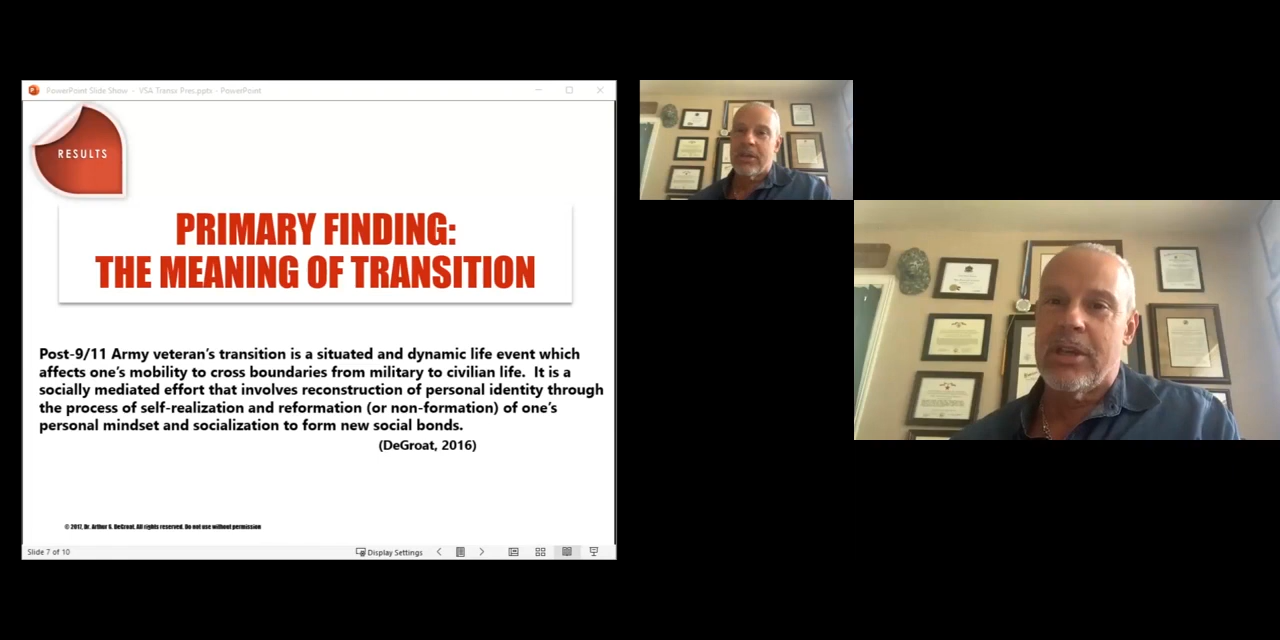 PowerPoint Slide Show - VSA Transx Pres.pptx - PowerPoint
RESULTS
PRIMARY FINDING:
THE MEANING OF TRANSITION
Post-9/11 Army veteran's transition is a situated and dynamic life event which
affects one's mobility to cross boundaries from military to civilian life. It is a
socially mediated effort that involves reconstruction of personal identity through
the process of self-realization and reformation (or non-formation) of one's
personal mindset and socialization to form new social bonds.
(DeGroat, 2016)
© 2017, Dr. Arthur S. DeGroat. All rights reserved. Do not use without permission
Slide 7 of 10
Display Settings